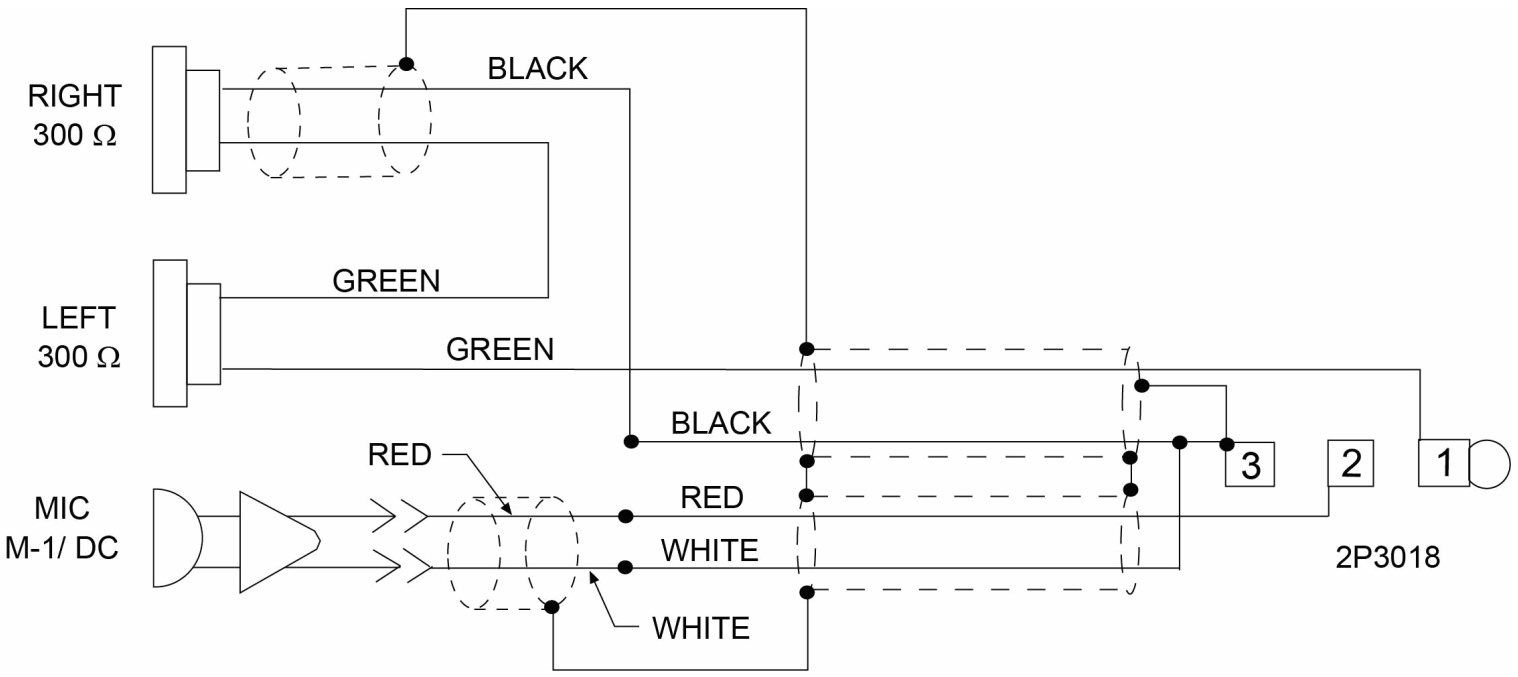 BLACK
RIGHT
300 Ω
GREEN
LEFT
300 Ω
GREEN
BLACK
RED
3
2
1
RED
MIC
M-1/ DC
WHITE
2P3018
WHITE